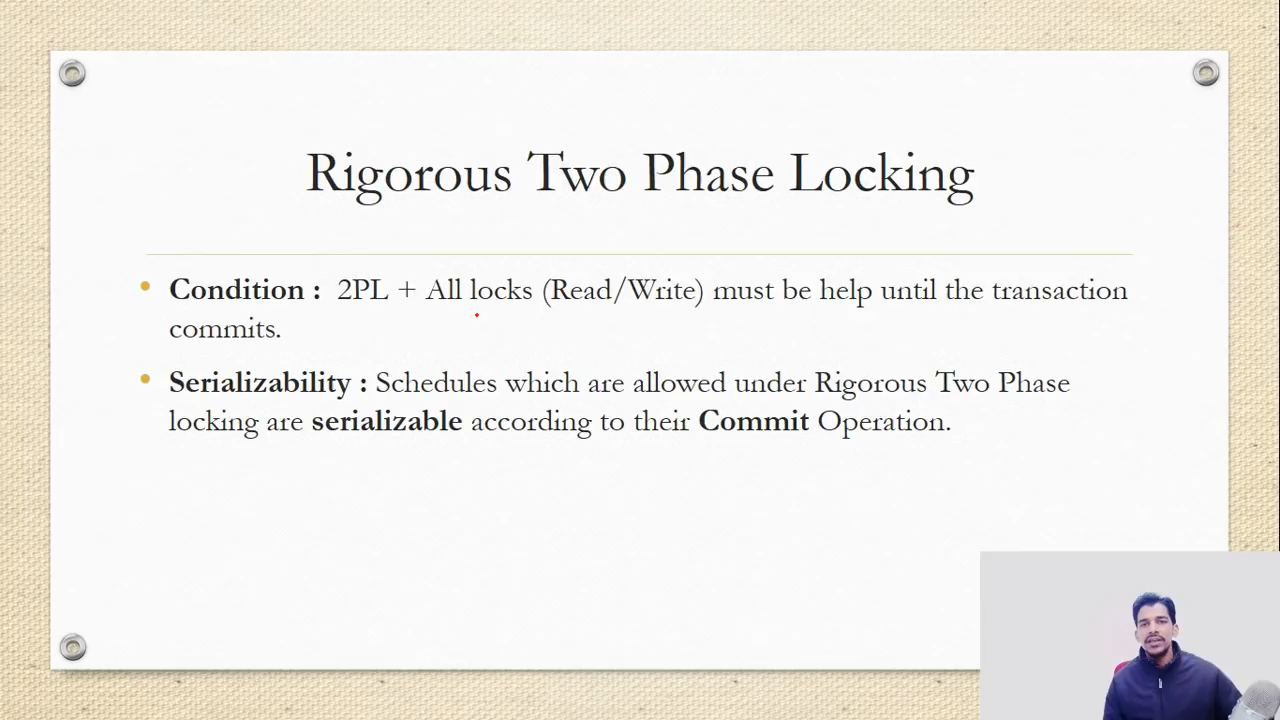 Rigorous Two Phase Locking
• Condition : 2PL + All locks (Read/Write) must be help until the transaction
commits.
• Serializability : Schedules which are allowed under Rigorous Two Phase
locking are serializable according to their Commit Operation.